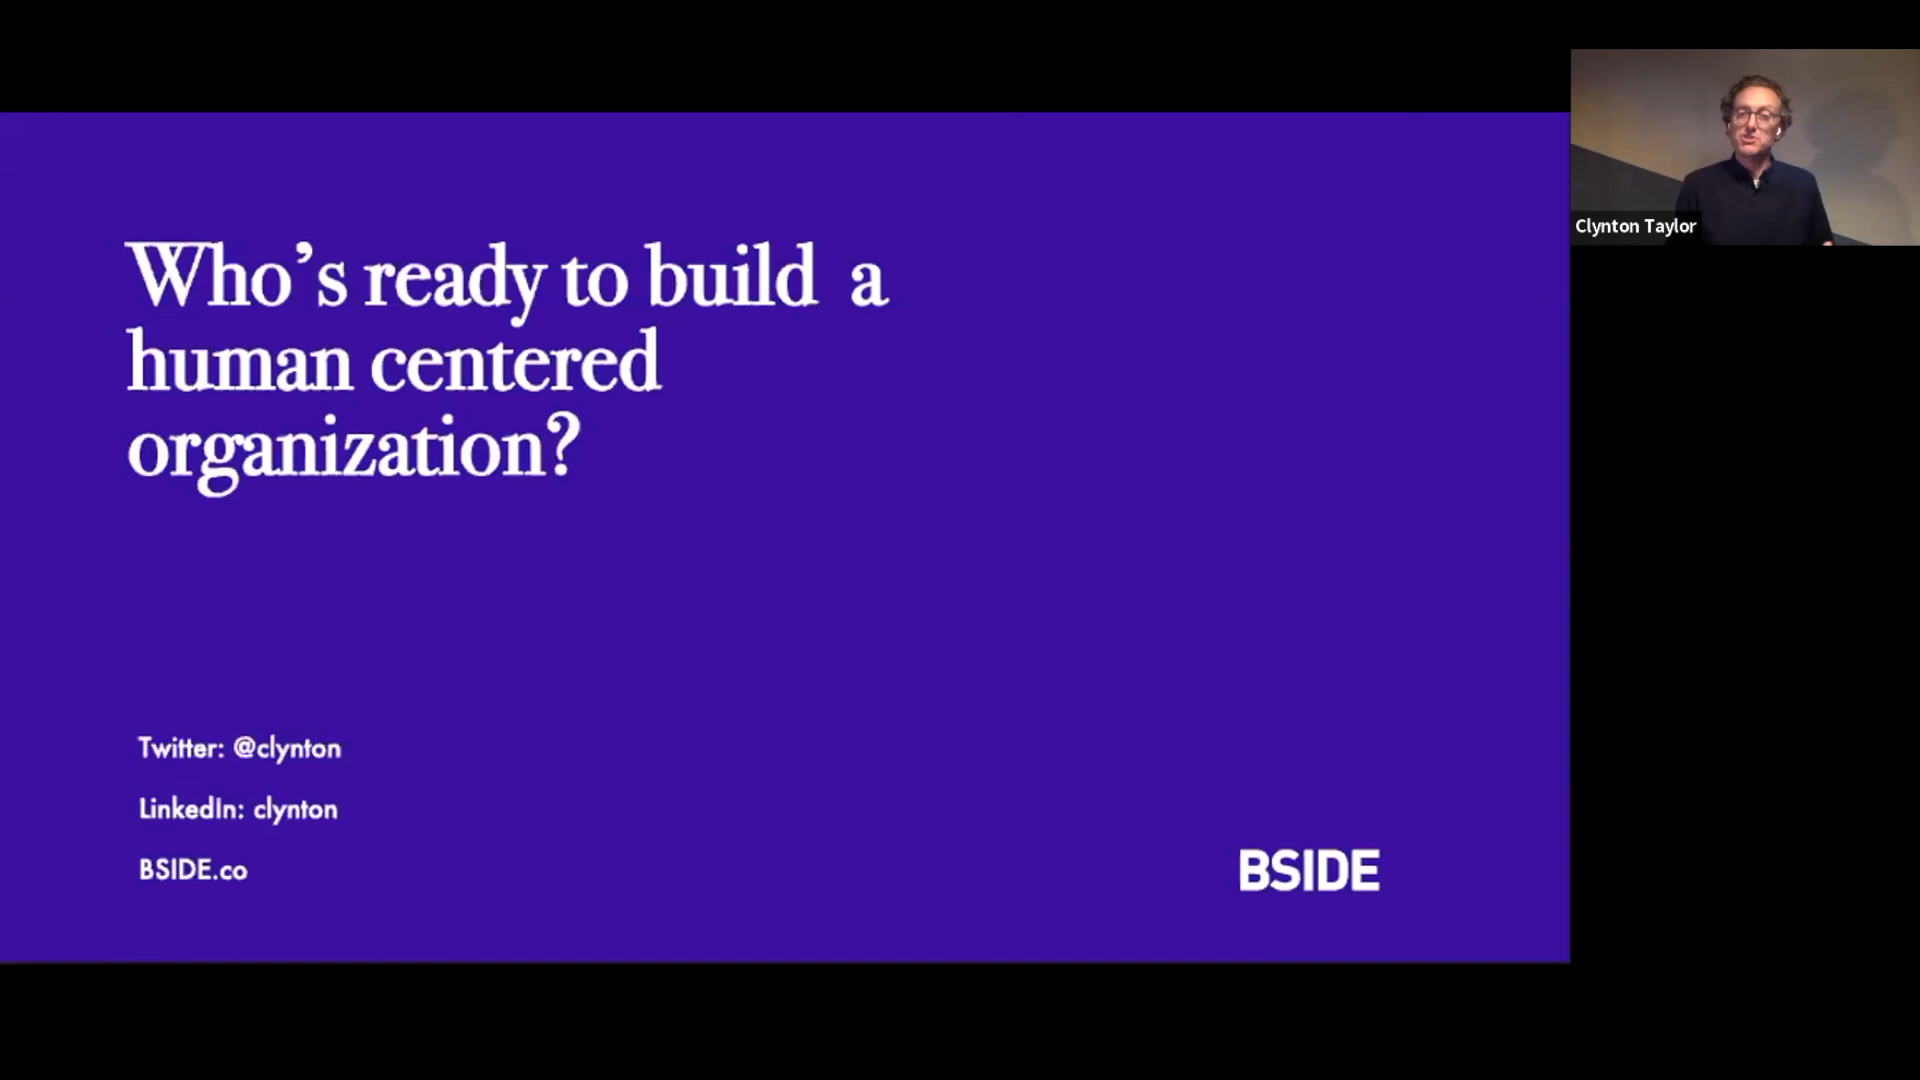 Who's ready to build a
human centered
organization?
Twitter: @clynton
LinkedIn: clynton
BSIDE.co
BSIDE
Clynton Taylor